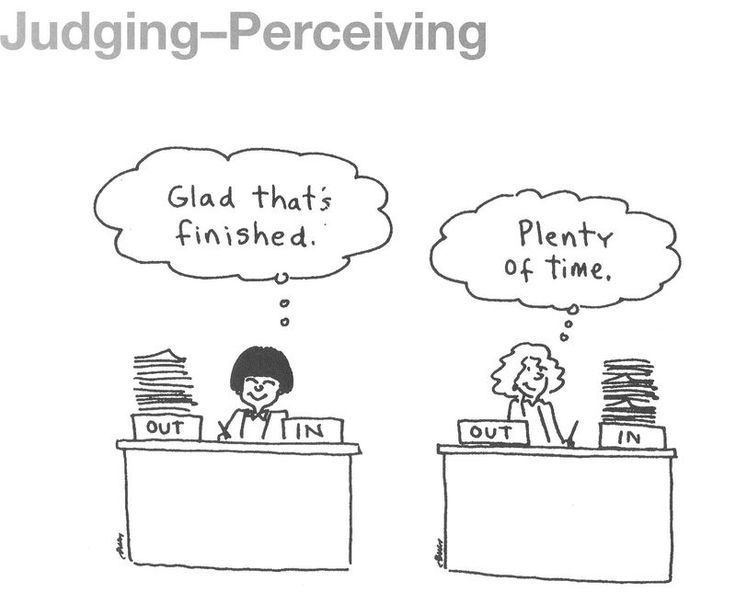 Judging–Perceiving
Glad that's
finished.
Plenty
of time.
OUT
IN
OUT
IN